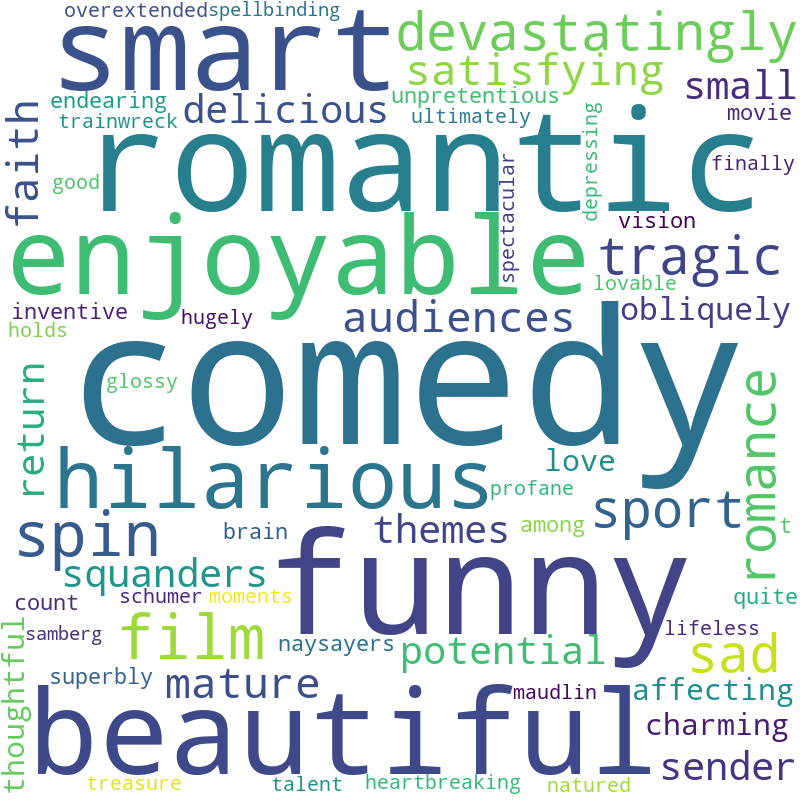 overextended spellbinding
smart devastatingly
satisfying
endearing delicious unpretentious small
trainwreck ultimately movie
faith romantic depressing
good finally
enjoyable spectacular vision
tragic
lovable
inventive hugely audiences obliquely
holds
comedy
return glossy romance
hilarious love
profane
spin brain themes among sport t
squanders funny
count schumer moments quite
samberg film naysayers lifeless
thoughtful potential sad
superbly mature
beautiful maudlin affecting
charming
sender
treasure talent heartbreaking natured